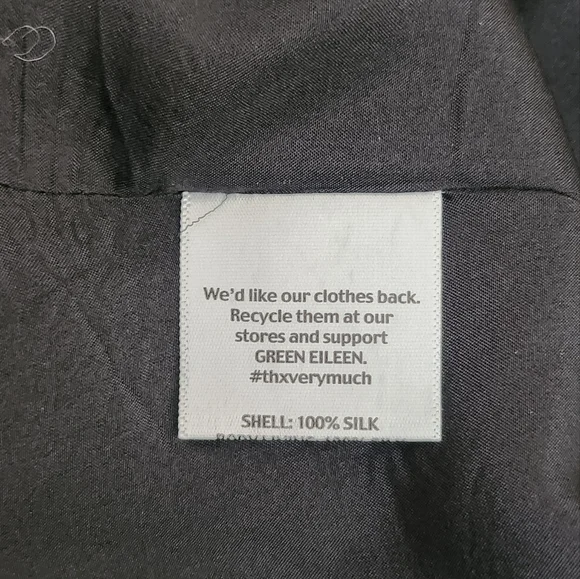 We'd like our clothes back.
Recycle them at our
stores and support
GREEN EILEEN.
#thxverymuch
SHELL: 100% SILK